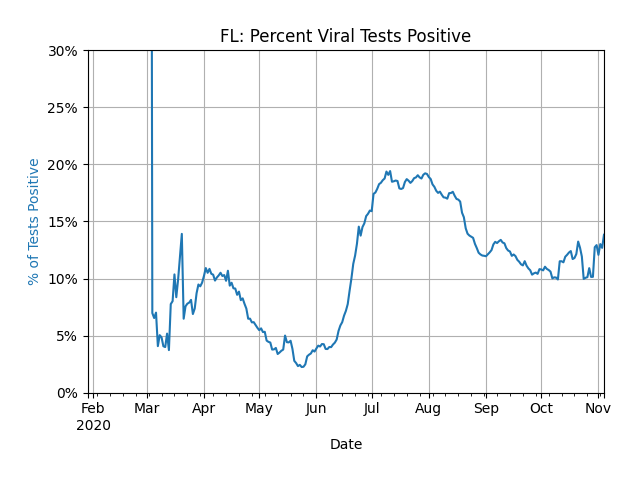 FL: Percent Viral Tests Positive
30%
25%
20%
15%
10%
5%
0%
% of Tests Positive
Feb Mar Apr May Jun Jul Aug Sep Oct Nov
2020
Date